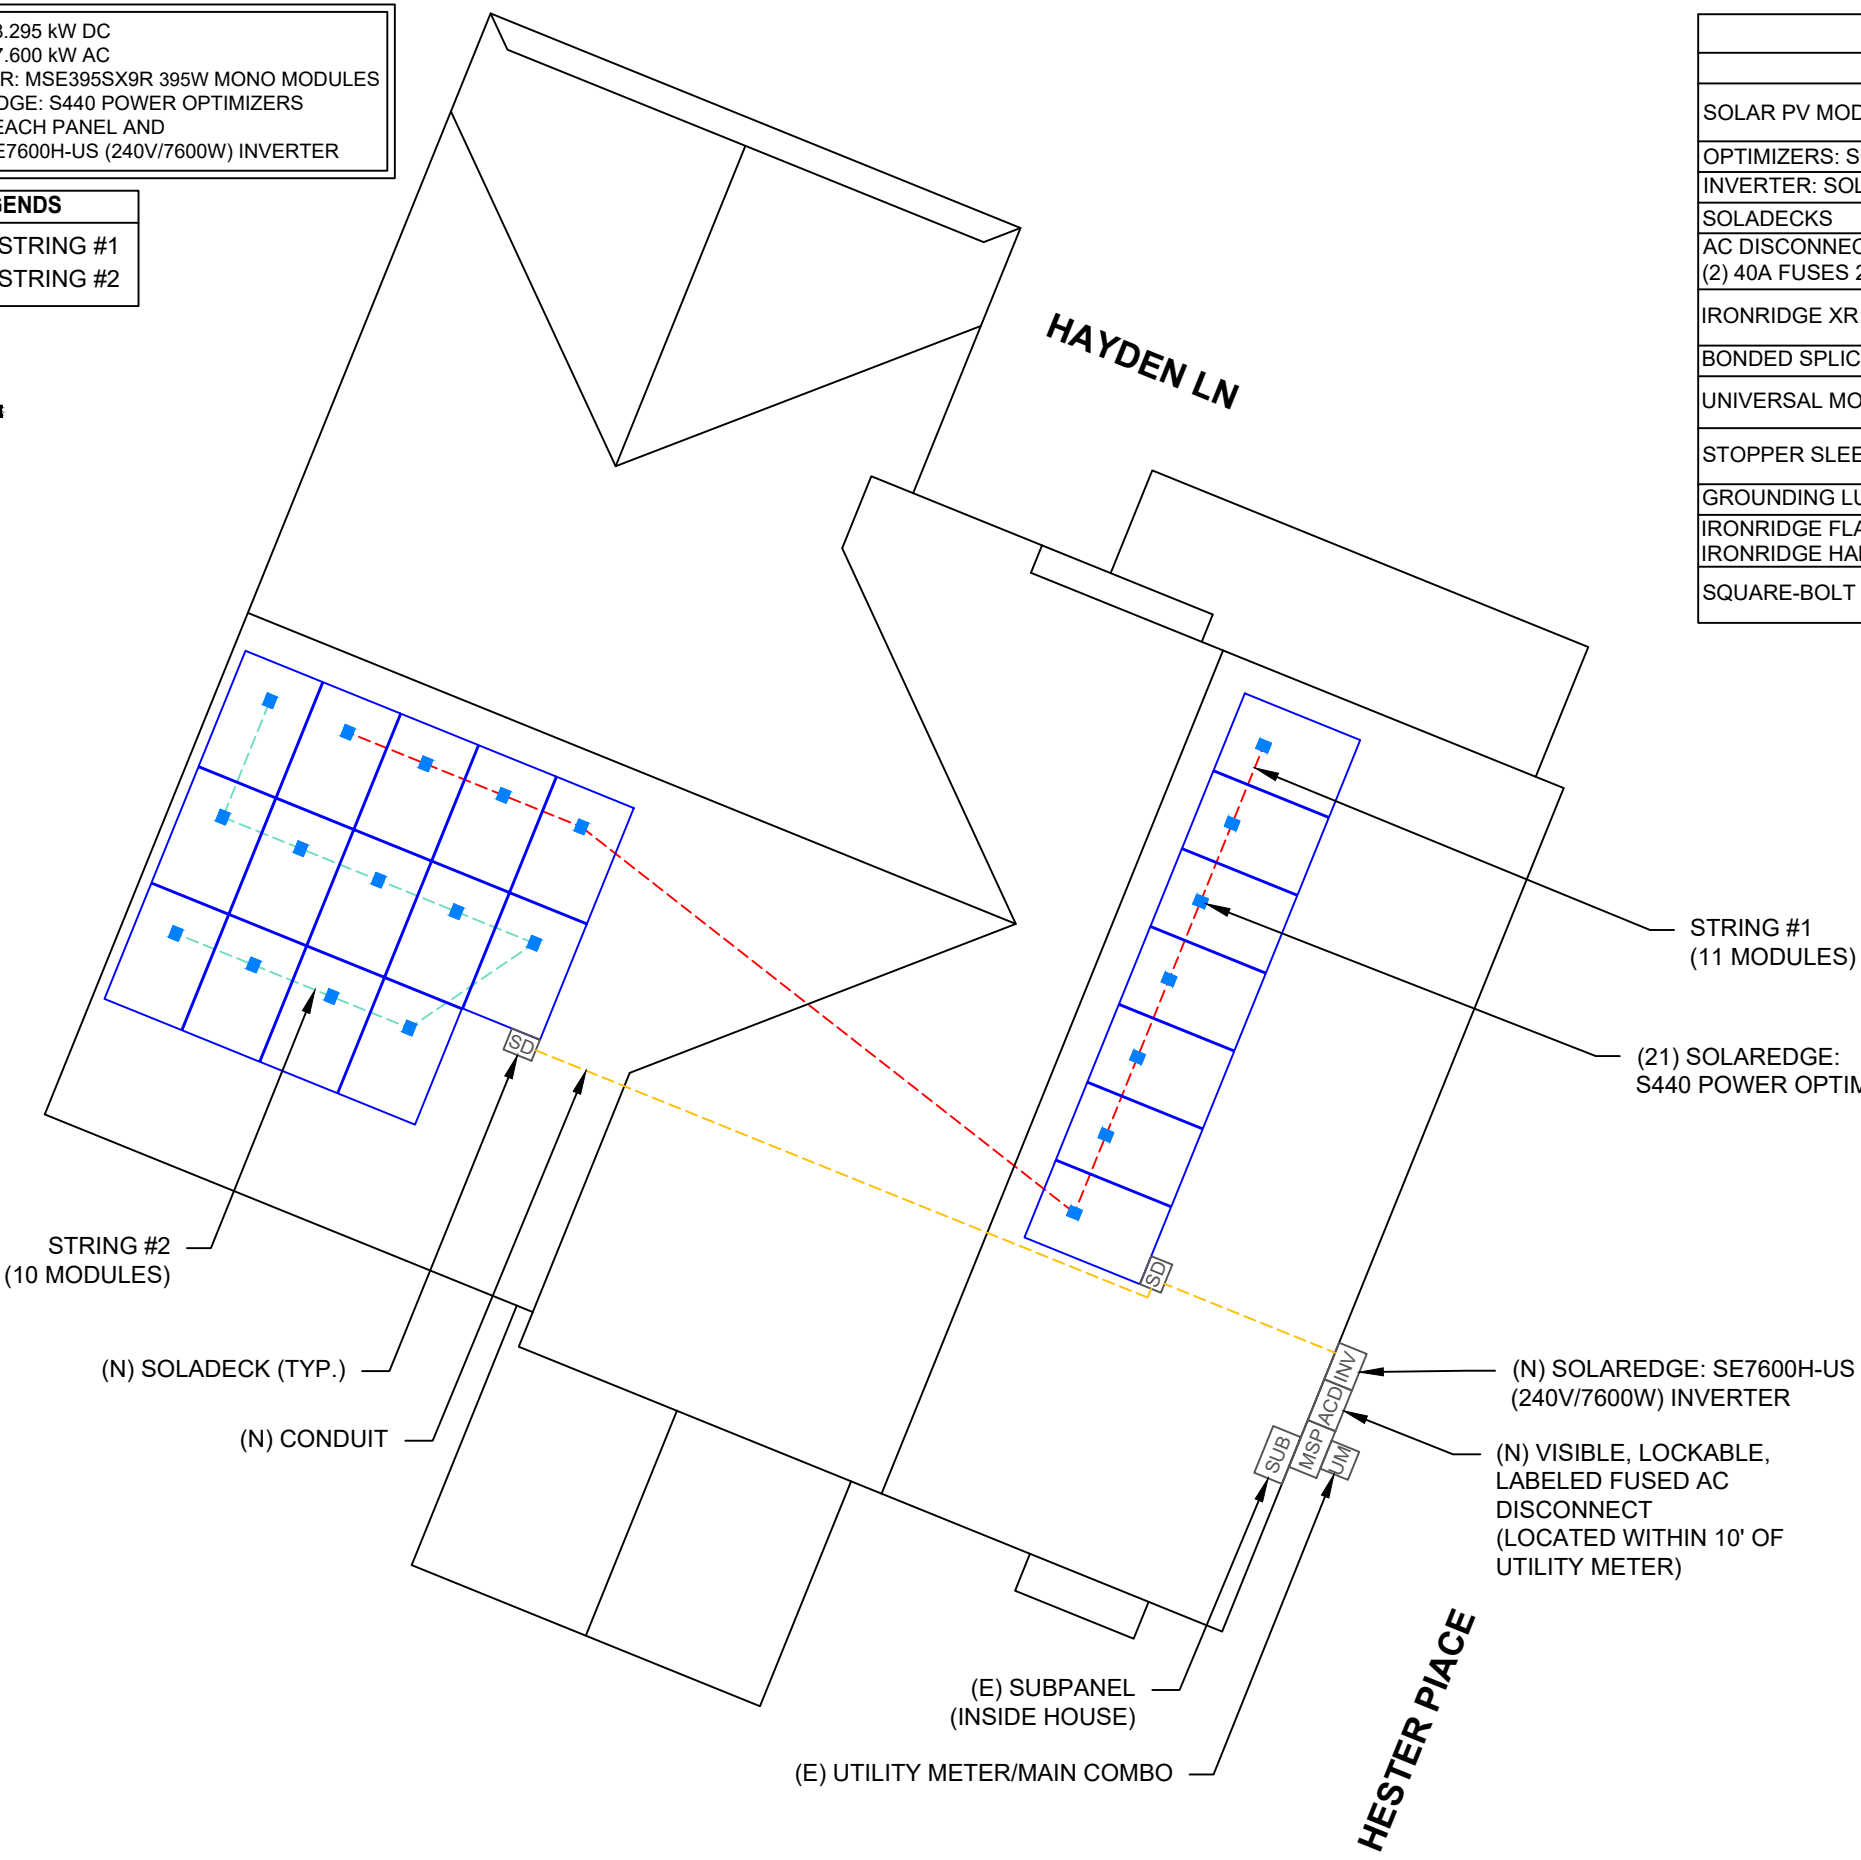 3.295 kW DC
7.600 kW AC
R: MSE395SX9R 395W MONO MODULES
DGE: S440 POWER OPTIMIZERS
EACH PANEL AND
E7600H-US (240V/7600W) INVERTER
GENDS
STRING #1
STRING #2
SOLAR PV MOD
OPTIMIZERS: S
INVERTER: SOL
SOLADECKS
AC DISCONNEC
(2) 40A FUSES 2
IRONRIDGE XR
BONDED SPLIC
UNIVERSAL MO
STOPPER SLEE
GROUNDING LU
IRONRIDGE FLA
IRONRIDGE HAL
SQUARE-BOLT
HAYDEN LN
STRING #1
(11 MODULES)
(21) SOLAREDGE:
S440 POWER OPTIM
SD
SD
STRING #2
(10 MODULES)
(N) SOLADECK (TYP.)
(N) CONDUIT
INV
ACD
MSP
UM
SUB
(N) SOLAREDGE: SE7600H-US
(240V/7600W) INVERTER
(N) VISIBLE, LOCKABLE,
LABELED FUSED AC
DISCONNECT
(LOCATED WITHIN 10' OF
UTILITY METER)
(E) SUBPANEL
(INSIDE HOUSE)
(E) UTILITY METER/MAIN COMBO
HESTER PIACE